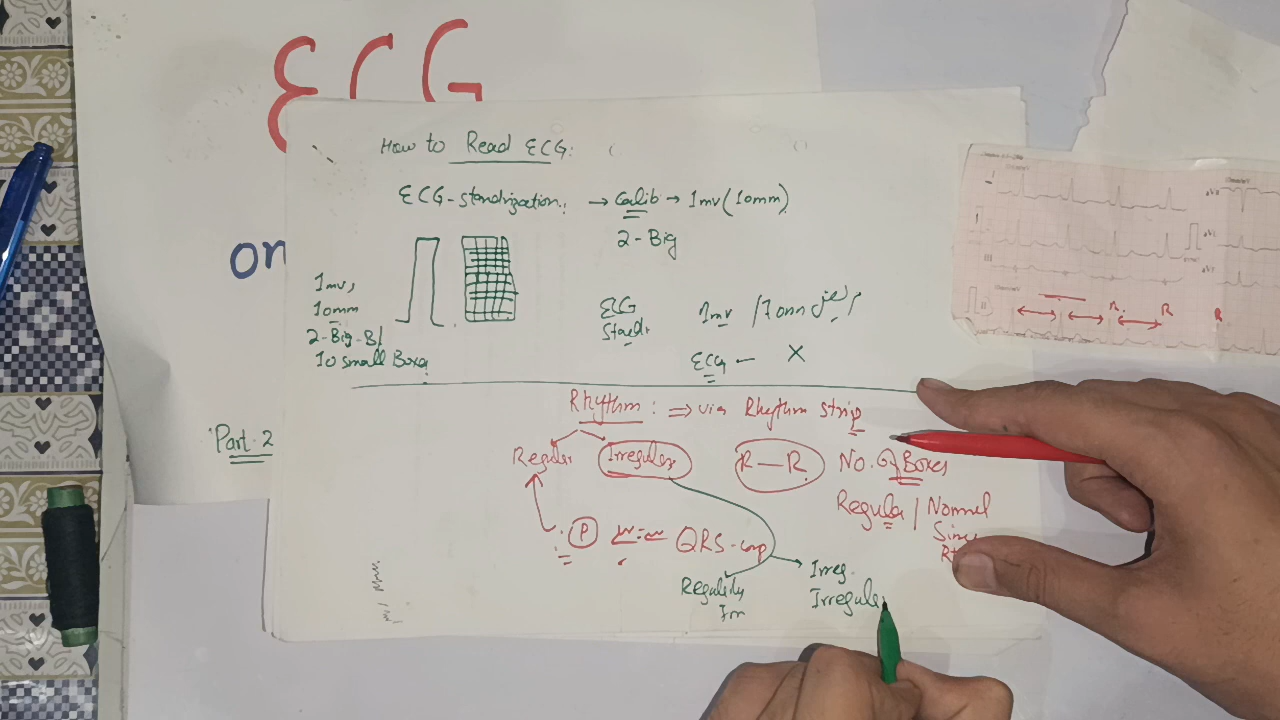 ECG
on
Part-2
How to Read ECG:
ECG-standrization: → Calib → 1mv (10mm)
2-Big
1mv,
10mm
2-Big-B/
10 small Boxes
ECG
1mv / 10mm
ECG – ×
Rhythm: ⇒ via Rhythm strip
Regular Irregular R—R No. of Boxes
Regular / Normal
Sinus
P QRS-comp
Regularly
Irr
Irreg.
Irregular
R R R